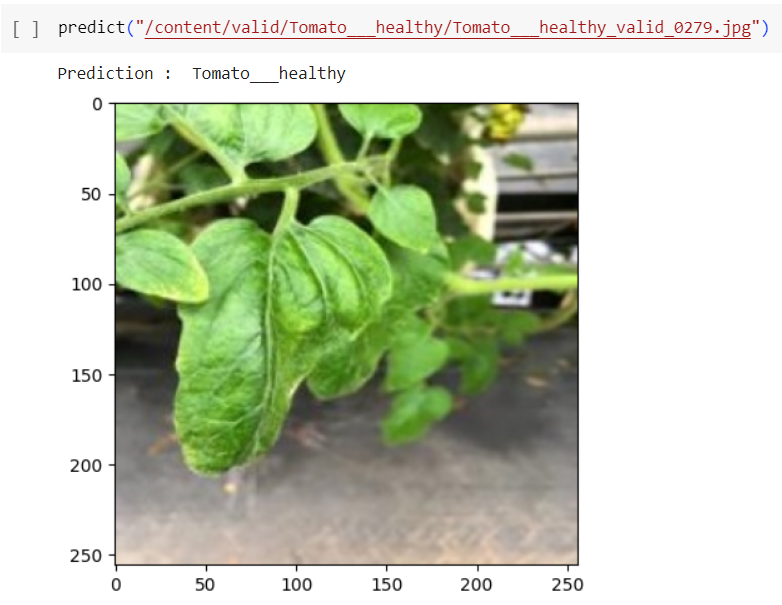 [ ] predict("/content/valid/Tomato___healthy/Tomato___healthy_valid_0279.jpg")
Prediction :  Tomato___healthy
0
50
100
150
200
250
0 50 100 150 200 250